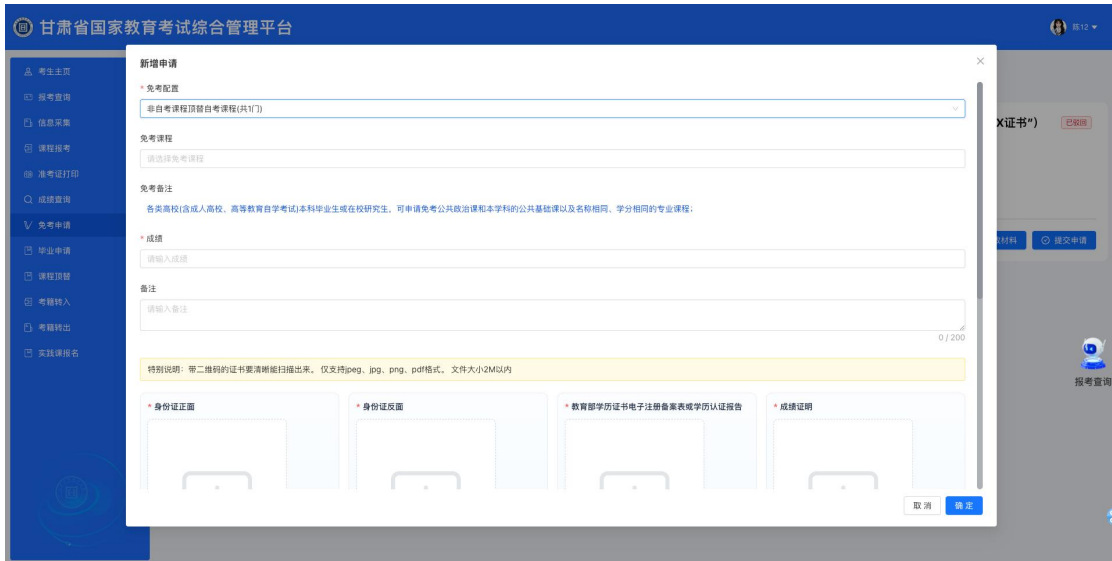 甘肃省国家教育考试综合管理平台
陈12
考生主页
报考查询
信息采集
课程报考
准考证打印
成绩查询
免考申请
毕业申请
课程顶替
考籍转入
考籍转出
实践课报名
新增申请
* 免考配置
非自考课程顶替自考课程(共1门)
免考课程
请选择免考课程
免考备注
各类高校(含成人高校、高等教育自学考试)本科毕业生或在校研究生,可申请免考公共政治课和本学科的公共基础课以及名称相同、学分相同的专业课程;
* 成绩
请输入成绩
备注
请输入备注
0 / 200
特别说明:带二维码的证书要清晰能扫描出来。 仅支持jpeg、jpg、png、pdf格式。 文件大小2M以内
* 身份证正面
* 身份证反面
* 教育部学历证书电子注册备案表或学历认证报告
* 成绩证明
取 消
确 定
X证书")
已驳回
材料
提交申请
报考查询